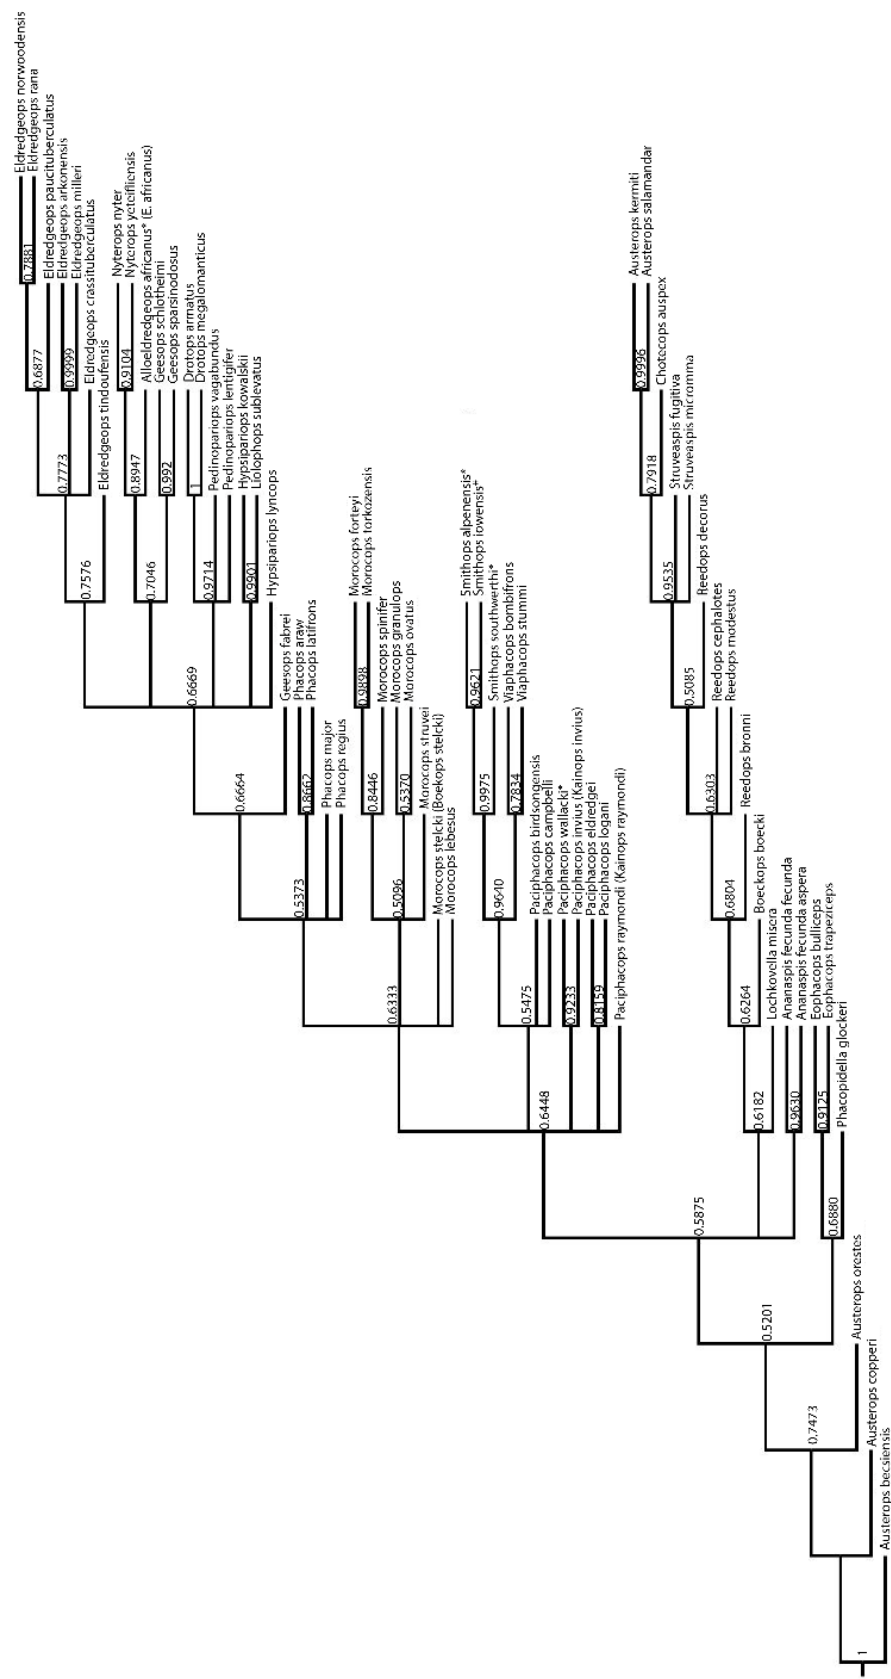 Eldredgeops norwoodensis
Eldredgeops rana
0.7881
Eldredgeops paucituberculatus
0.6877
Eldredgeops arkonensis
Eldredgeops milleri
0.9999
0.7773
Eldredgeops crassituberculatus
Eldredgeops tindoufensis
0.7576
Nyterops nyter
Nyterops yeteifliensis
0.9104
Alloeldredgeops africanus* (E. africanus)
0.8947
Geesops schlotheimi
Geesops sparsinodosus
0.992
0.7046
Drotops armatus
Drotops megalomanticus
1
Pedinopariops vagabundus
Pedinopariops lentigifer
0.9714
Hypsipariops kowalskii
Liolophops sublevatus
0.9901
Hypsipariops lyncops
0.6669
Geesops fabrei
0.6664
Phacops araw
Phacops latifrons
0.8662
Phacops major
Phacops regius
0.5373
Morocops forteyi
Morocops torkozensis
0.9898
Morocops spinifer
0.8446
Morocops granulops
Morocops ovatus
0.5370
Morocops struvei
0.5096
Morocops stelcki (Boekops stelcki)
Morocops lebesus
0.6333
Smithops alpenensis*
Smithops iowensis*
0.9621
Smithops southwerthi*
0.9975
Viaphacops bombifrons
Viaphacops stummi
0.7834
0.9640
Paciphacops birdsongensis
Paciphacops campbelli
0.5475
Paciphacops wallacki*
Paciphacops invius (Kainops invius)
0.9233
Paciphacops eldredgei
Paciphacops logani
0.8159
Paciphacops raymondi (Kainops raymondi)
0.6448
Austerops kermiti
Austerops salamandar
0.9996
Chotecops auspex
0.7918
Struveaspis fugitiva
Struveaspis micromma
0.9535
Reedops decorus
0.5085
Reedops cephalotes
Reedops modestus
0.6303
Reedops bronni
0.6804
Boeckops boecki
0.6264
Lochkovella misera
0.6182
Ananaspis fecunda fecunda
Ananaspis fecunda aspera
0.9630
0.5875
Eophacops bulliceps
Eophacops trapeziceps
0.9125
Phacopidella glockeri
0.6880
0.5201
Austerops orestes
0.7473
Austerops copperi
Austerops becsiensis
1